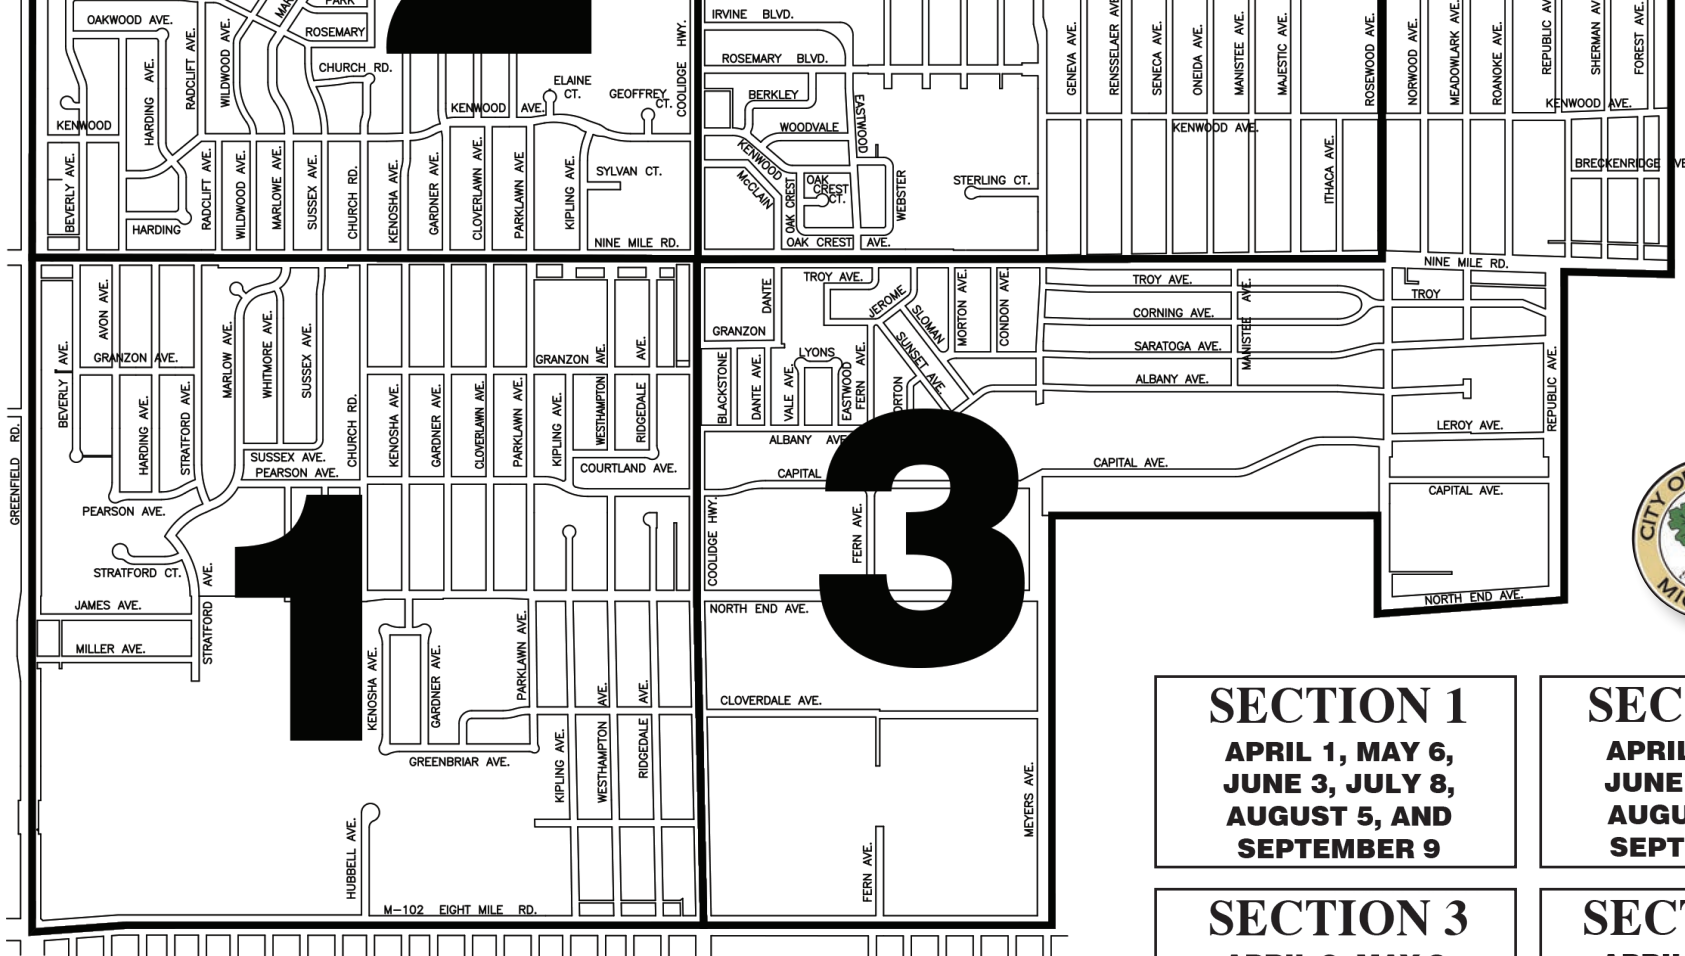 OAKWOOD AVE.
PARK
ROSEMARY
CHURCH RD.
RADCLIFT AVE.
WILDWOOD AVE.
HARDING AVE.
KENWOOD
KENWOOD AVE.
ELAINE
CT.
GEOFFREY
CT.
COOLIDGE HWY.
IRVINE BLVD.
ROSEMARY BLVD.
BERKLEY
WOODVALE
EASTWOOD
KENWOOD
McCLAIN
OAK CREST
OAK
CREST
CT.
WEBSTER
OAK CREST AVE.
STERLING CT.
GENEVA AVE.
RENSSELAER AVE
SENECA AVE.
ONEIDA AVE.
MANISTEE AVE.
MAJESTIC AVE.
ROSEWOOD AVE.
NORWOOD AVE.
MEADOWLARK AVE.
ROANOKE AVE.
REPUBLIC AV
SHERMAN AV
FOREST AVE.
KENWOOD AVE.
KENWOOD AVE.
ITHACA AVE.
BRECKENRIDGE AVE
BEVERLY AVE.
HARDING
RADCLIFT AVE.
WILDWOOD AVE.
MARLOWE AVE.
SUSSEX AVE.
CHURCH RD.
KENOSHA AVE.
GARDNER AVE.
CLOVERLAWN AVE.
PARKLAWN AVE
KIPLING AVE.
SYLVAN CT.
NINE MILE RD.
NINE MILE RD.
AVON AVE.
GRANZON AVE.
BEVERLY AVE.
HARDING AVE.
STRATFORD AVE.
MARLOW AVE.
WHITMORE AVE.
SUSSEX AVE.
CHURCH RD.
SUSSEX AVE.
PEARSON AVE.
KENOSHA AVE.
GARDNER AVE.
CLOVERLAWN AVE.
PARKLAWN AVE.
KIPLING AVE.
GRANZON AVE.
WESTHAMPTON
AVE.
RIDGEDALE
COURTLAND AVE.
TROY AVE.
DANTE
GRANZON
BLACKSTONE
DANTE AVE.
VALE AVE.
LYONS
EASTWOOD
FERN AVE.
JEROME
SLOMAN
SUNSET AVE.
MORTON AVE.
CONDON AVE.
ORTON
ALBANY AVE
CAPITAL
TROY AVE.
CORNING AVE.
SARATOGA AVE.
ALBANY AVE.
MANISTEE AVE.
TROY
REPUBLIC AVE.
LEROY AVE.
CAPITAL AVE.
CAPITAL AVE.
NORTH END AVE.
GREENFIELD RD.
PEARSON AVE.
STRATFORD CT.
STRATFORD AVE.
JAMES AVE.
MILLER AVE.
1
3
COOLIDGE HWY.
FERN AVE.
NORTH END AVE.
CLOVERDALE AVE.
MEYERS AVE.
FERN AVE.
KENOSHA AVE.
GARDNER AVE.
PARKLAWN AVE.
GREENBRIAR AVE.
KIPLING AVE.
WESTHAMPTON AVE.
RIDGEDALE AVE.
HUBBELL AVE.
M-102 EIGHT MILE RD.
CITY O
MI
SECTION 1
APRIL 1, MAY 6,
JUNE 3, JULY 8,
AUGUST 5, AND
SEPTEMBER 9
SEC
APRIL
JUNE
AUGU
SEPT
SECTION 3
SECT